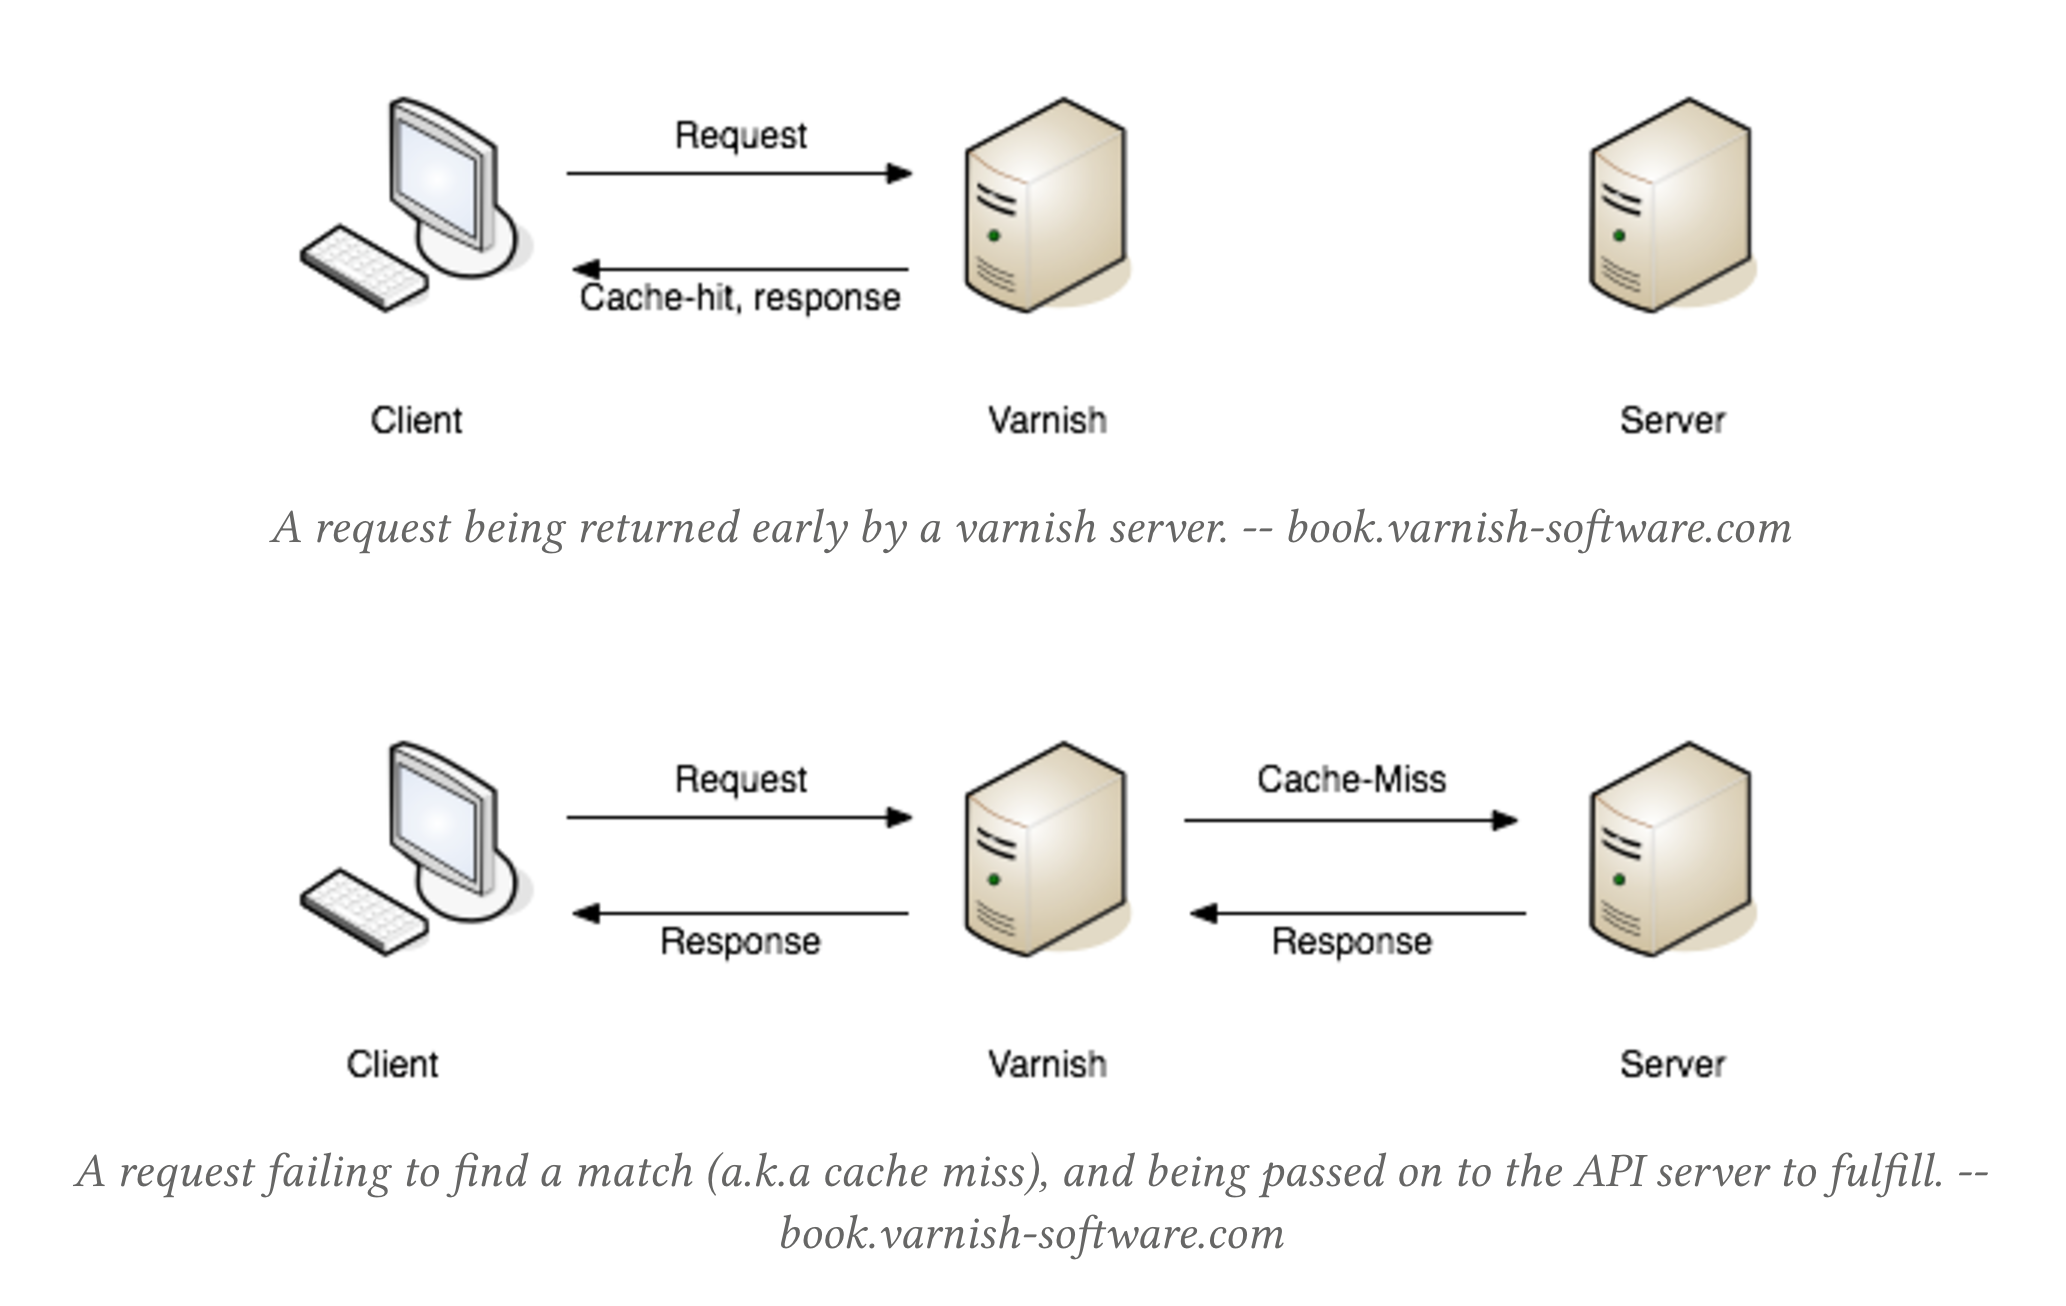 Request
Cache-hit, response
Client Varnish Server
A request being returned early by a varnish server. -- book.varnish-software.com
Request Cache-Miss
Response Response
Client Varnish Server
A request failing to find a match (a.k.a cache miss), and being passed on to the API server to fulfill. --
book.varnish-software.com